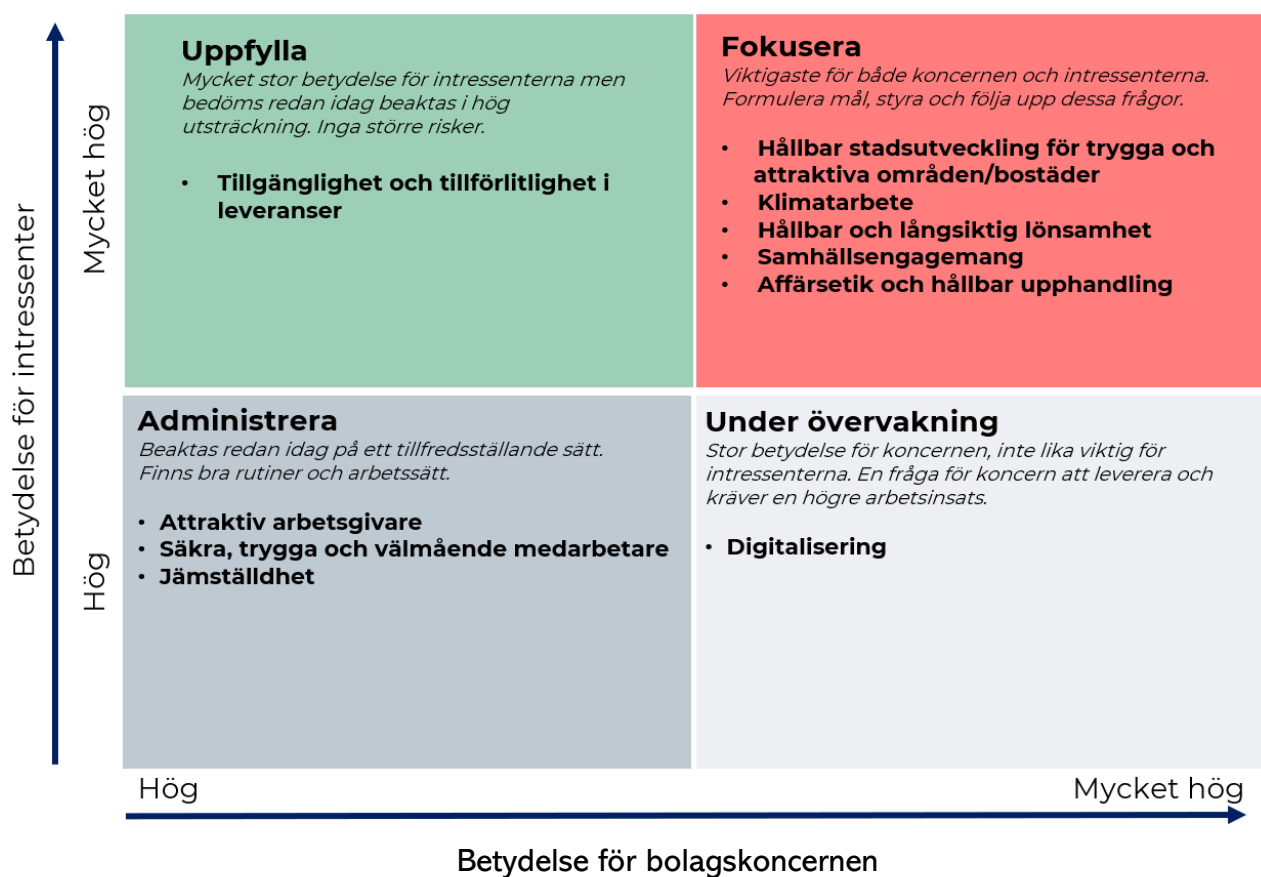 Uppfylla
Mycket stor betydelse för intressenterna men
bedöms redan idag beaktas i hög
utsträckning. Inga större risker.
• Tillgänglighet och tillförlitlighet i
leveranser
Fokusera
Viktigaste för både koncernen och intressenterna.
Formulera mål, styra och följa upp dessa frågor.
• Hållbar stadsutveckling för trygga och
attraktiva områden/bostäder
• Klimatarbete
• Hållbar och långsiktig lönsamhet
• Samhällsengagemang
• Affärsetik och hållbar upphandling
Administrera
Beaktas redan idag på ett tillfredsställande sätt.
Finns bra rutiner och arbetssätt.
• Attraktiv arbetsgivare
• Säkra, trygga och välmående medarbetare
• Jämställdhet
Under övervakning
Stor betydelse för koncernen, inte lika viktig för
intressenterna. En fråga för koncern att leverera och
kräver en högre arbetsinsats.
• Digitalisering
Betydelse för intressenter
Mycket hög
Hög
Hög
Mycket hög
Betydelse för bolagskoncernen